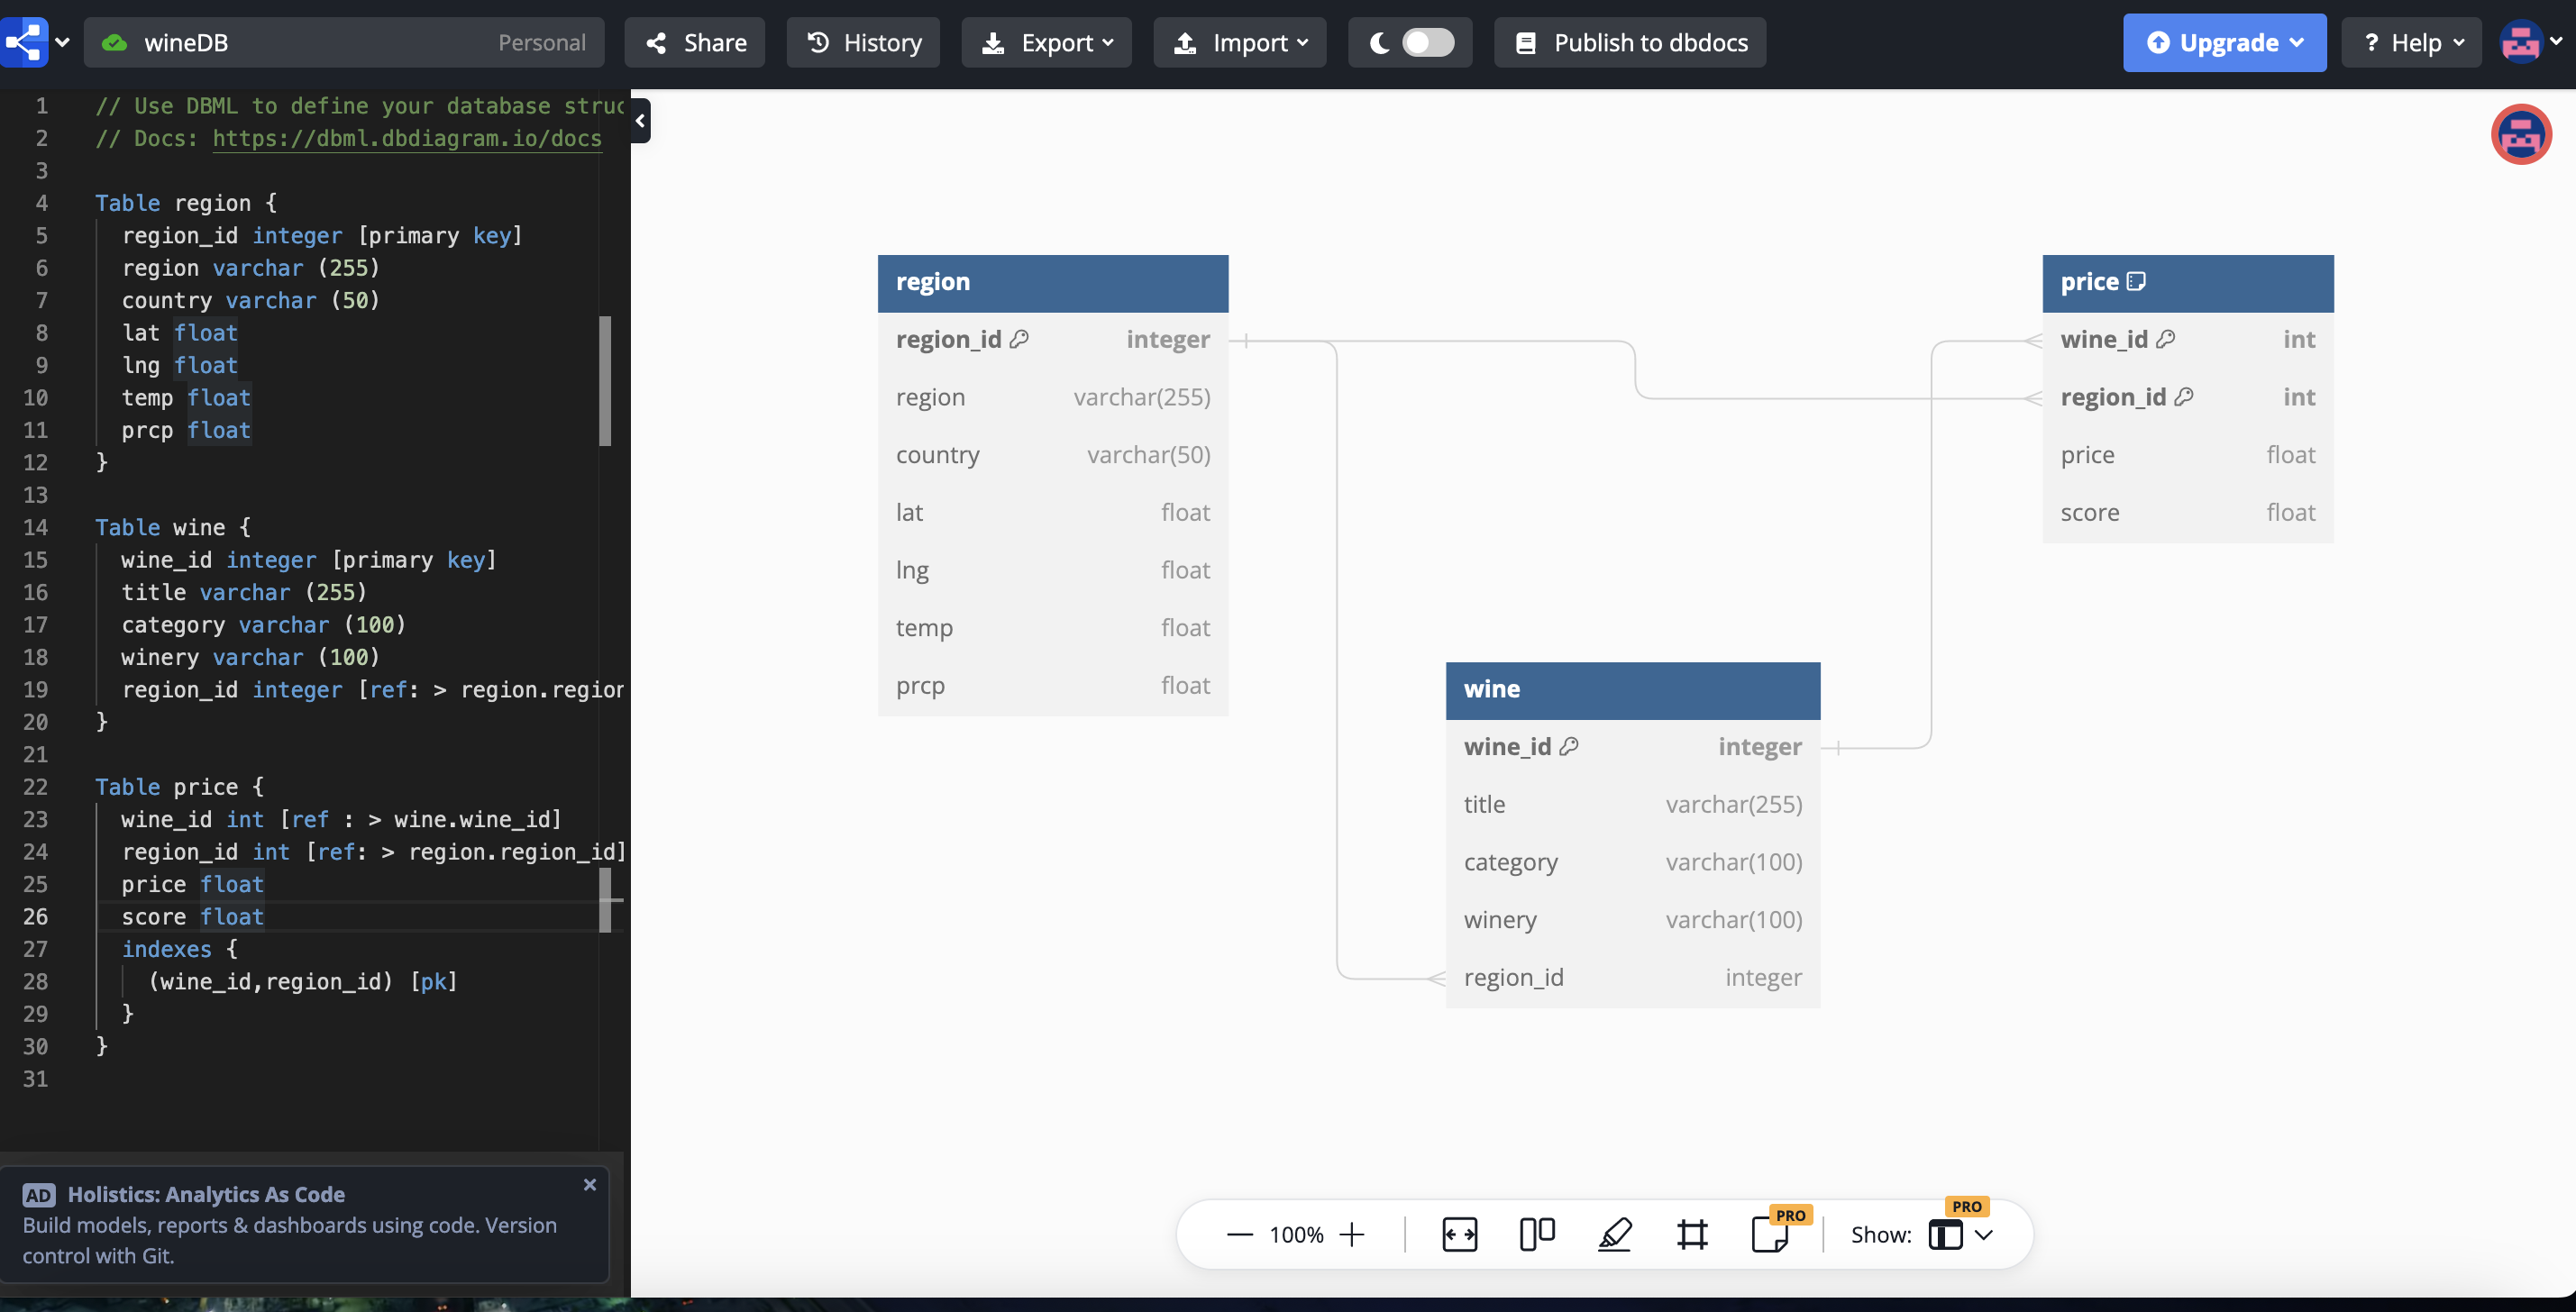 wineDB Personal Share History Export Import Publish to dbdocs Upgrade ? Help
1 // Use DBML to define your database struc
2 // Docs: https://dbml.dbdiagram.io/docs
3
4 Table region {
5 region_id integer [primary key]
6 region varchar (255)
7 country varchar (50)
8 lat float
9 lng float
10 temp float
11 prcp float
12 }
13
14 Table wine {
15 wine_id integer [primary key]
16 title varchar (255)
17 category varchar (100)
18 winery varchar (100)
19 region_id integer [ref: > region.region
20 }
21
22 Table price {
23 wine_id int [ref : > wine.wine_id]
24 region_id int [ref: > region.region_id]
25 price float
26 score float
27 indexes {
28 (wine_id,region_id) [pk]
29 }
30 }
31
AD Holistics: Analytics As Code
Build models, reports & dashboards using code. Version
control with Git.
region
region_id integer
region varchar(255)
country varchar(50)
lat float
lng float
temp float
prcp float
price
wine_id int
region_id int
price float
score float
wine
wine_id integer
title varchar(255)
category varchar(100)
winery varchar(100)
region_id integer
100% PRO Show: PRO